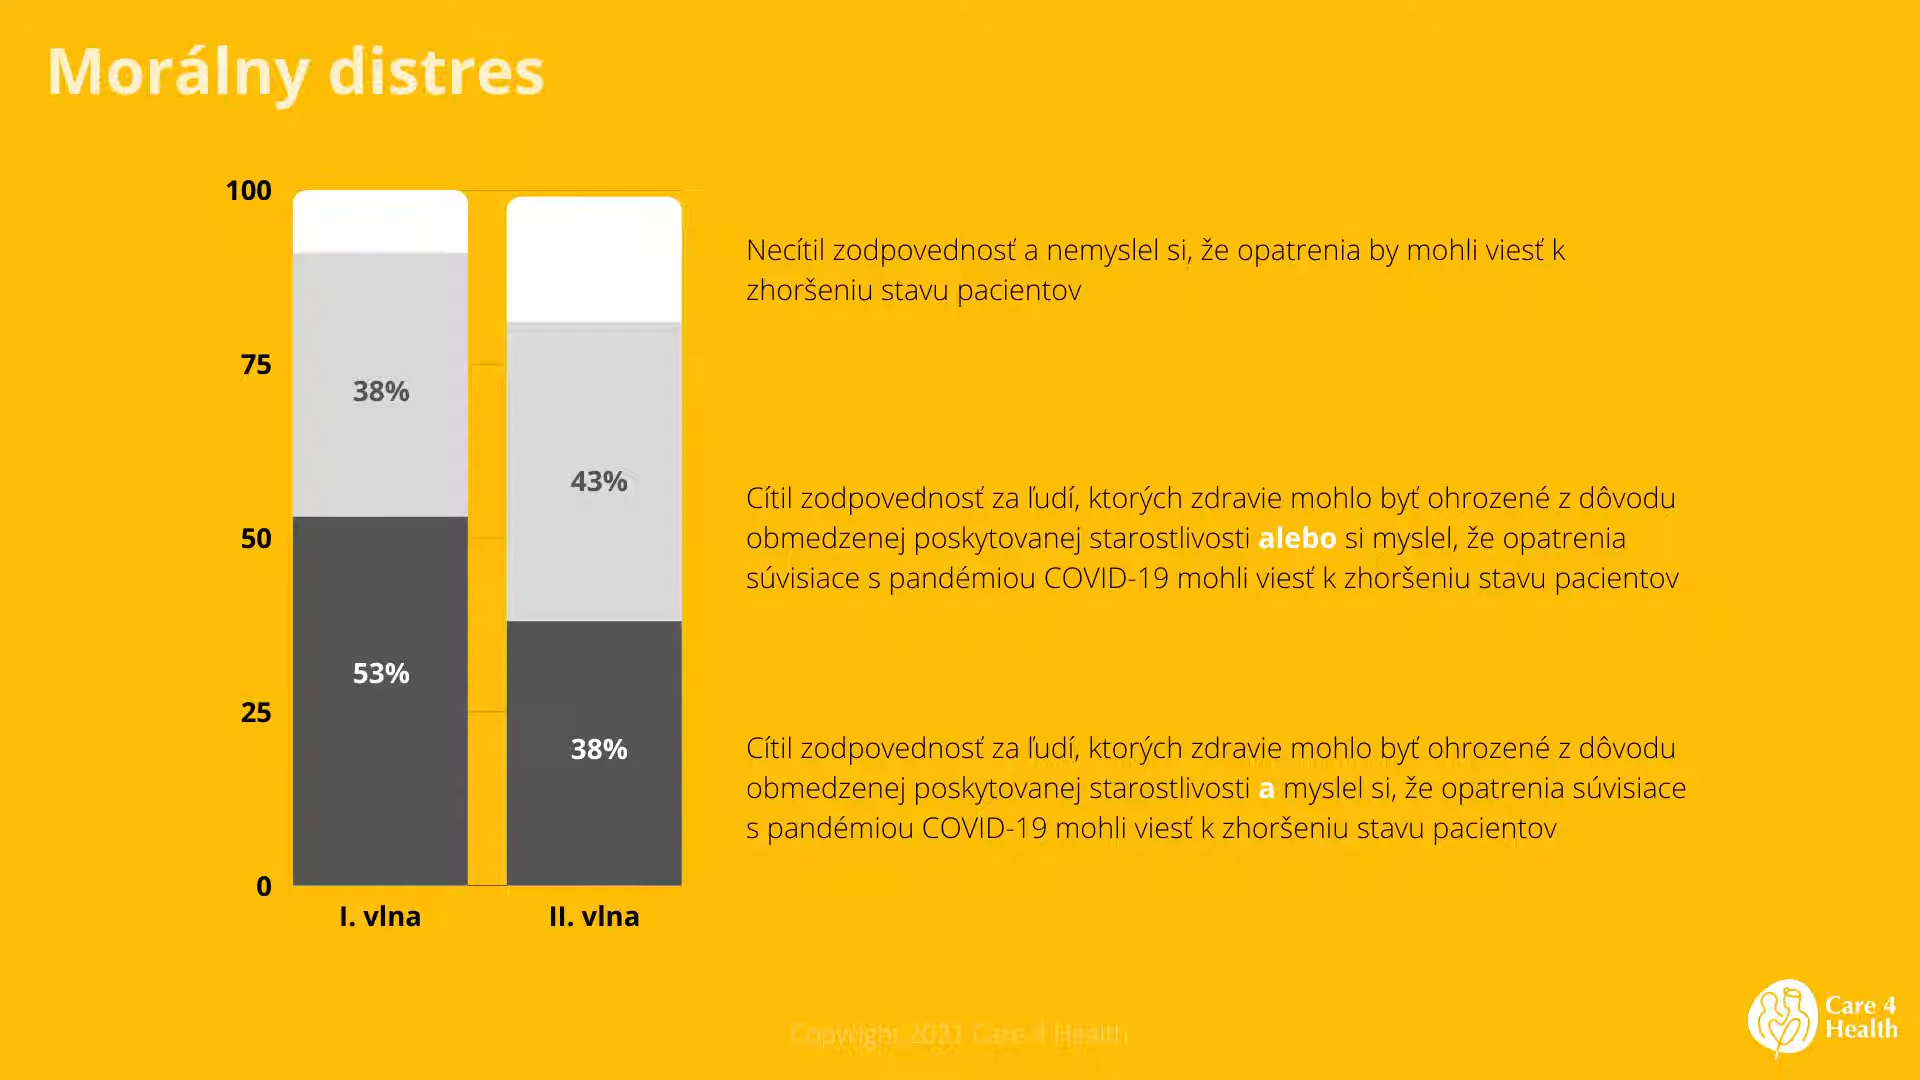 Morálny distres
100
75
50
25
0
38%
53%
43%
38%
I. vlna
II. vlna
Necítil zodpovednosť a nemyslel si, že opatrenia by mohli viesť k
zhoršeniu stavu pacientov
Cítil zodpovednosť za ľudí, ktorých zdravie mohlo byť ohrozené z dôvodu
obmedzenej poskytovanej starostlivosti alebo si myslel, že opatrenia
súvisiace s pandémiou COVID-19 mohli viesť k zhoršeniu stavu pacientov
Cítil zodpovednosť za ľudí, ktorých zdravie mohlo byť ohrozené z dôvodu
obmedzenej poskytovanej starostlivosti a myslel si, že opatrenia súvisiace
s pandémiou COVID-19 mohli viesť k zhoršeniu stavu pacientov
Copyright 2021 Care 4 Health
Care 4
Health